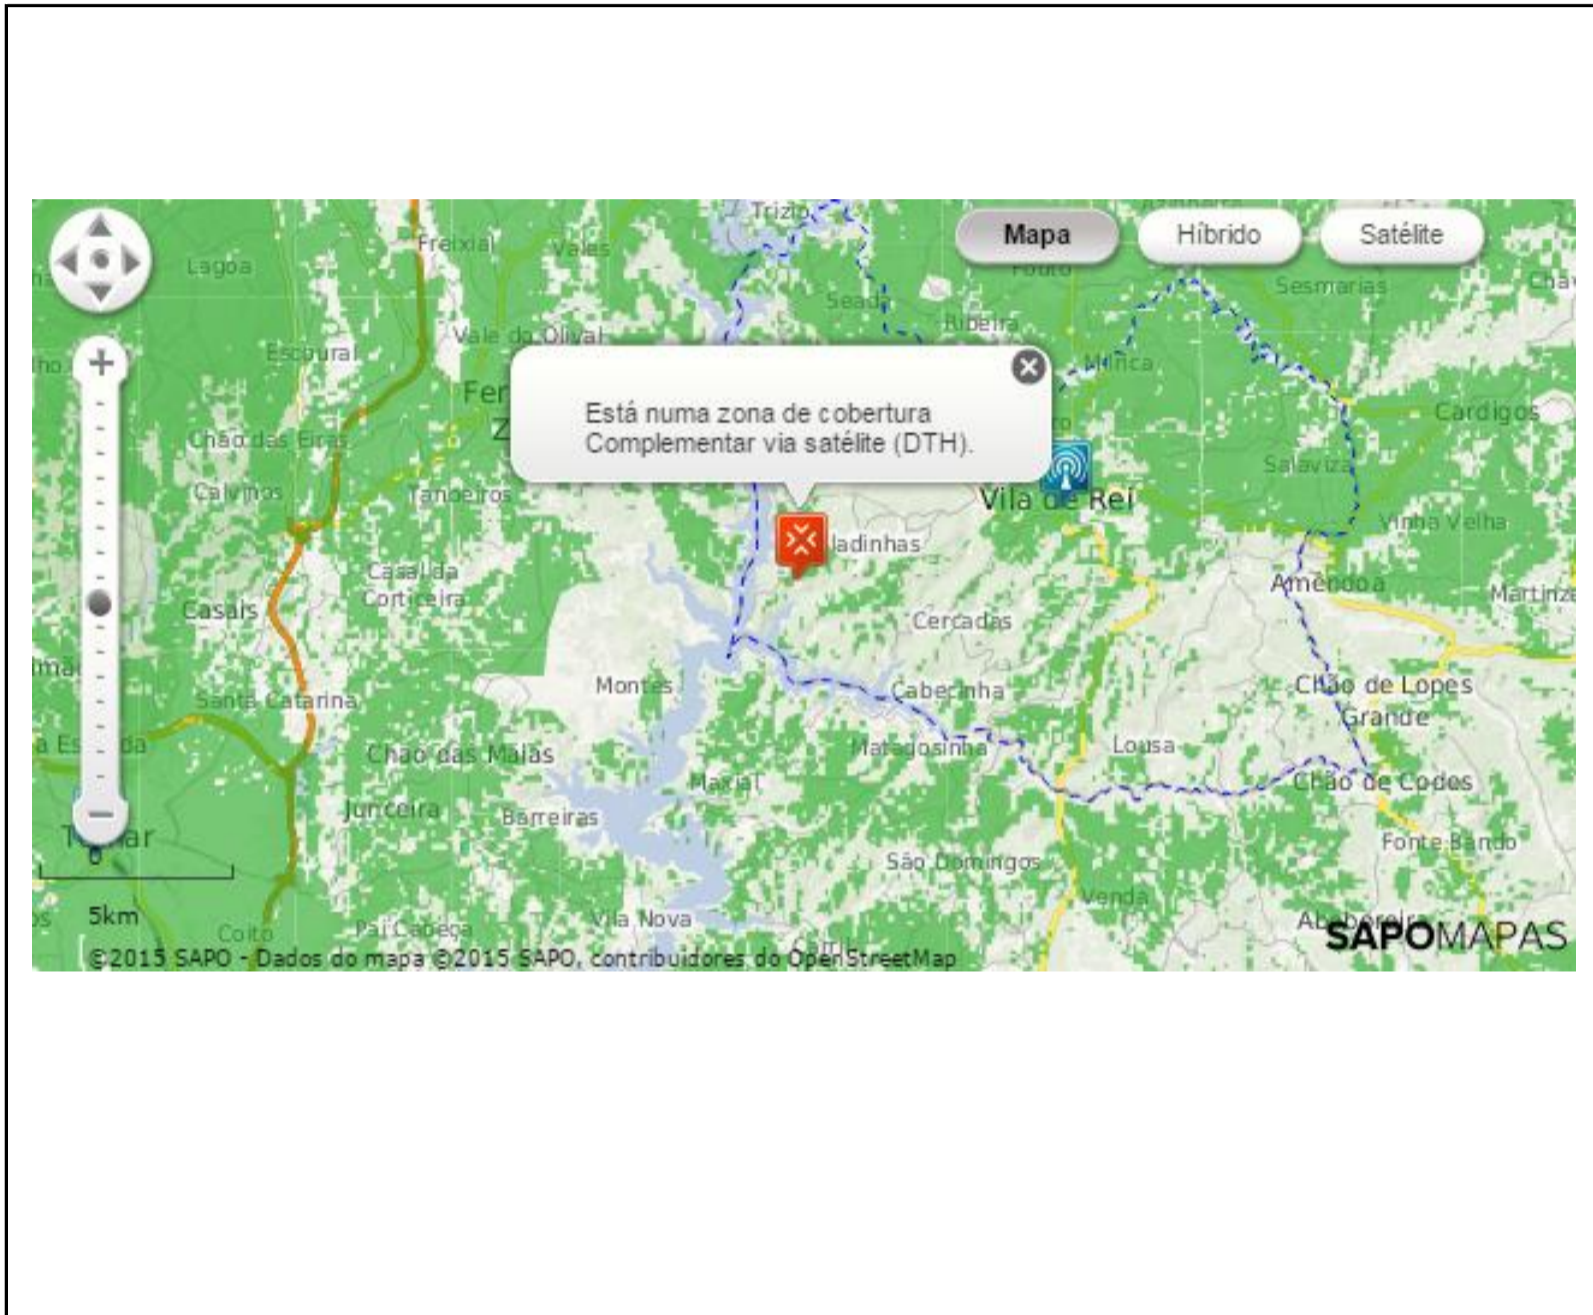 Trizio
Mapa
Híbrido
Satélite
Freixial
Vales
Lagoa
Sesmarias
Ribeira
Vale do Olival
Escoural
Milrica
Está numa zona de cobertura
Complementar via satélite (DTH).
Cardigos
Chão das Eiras
Salaviza
Calvinos
Tanoeiros
Vila de Rei
Vinha Velha
ladinhas
Casal da
Corticeira
Amêndoa
Casais
Cercadas
Montes
Cabecinha
Chão de Lopes
Grande
Santa Catarina
Chão das Maias
Matagosinha
Lousa
Maxial
Chão de Codes
Junceira
Barreiras
Fonte Bando
São Domingos
Venda
0
5km
Coito
Pai Cabeça
Vila Nova
SAPOMAPAS
©2015 SAPO - Dados do mapa ©2015 SAPO, contribuidores do OpenStreetMap